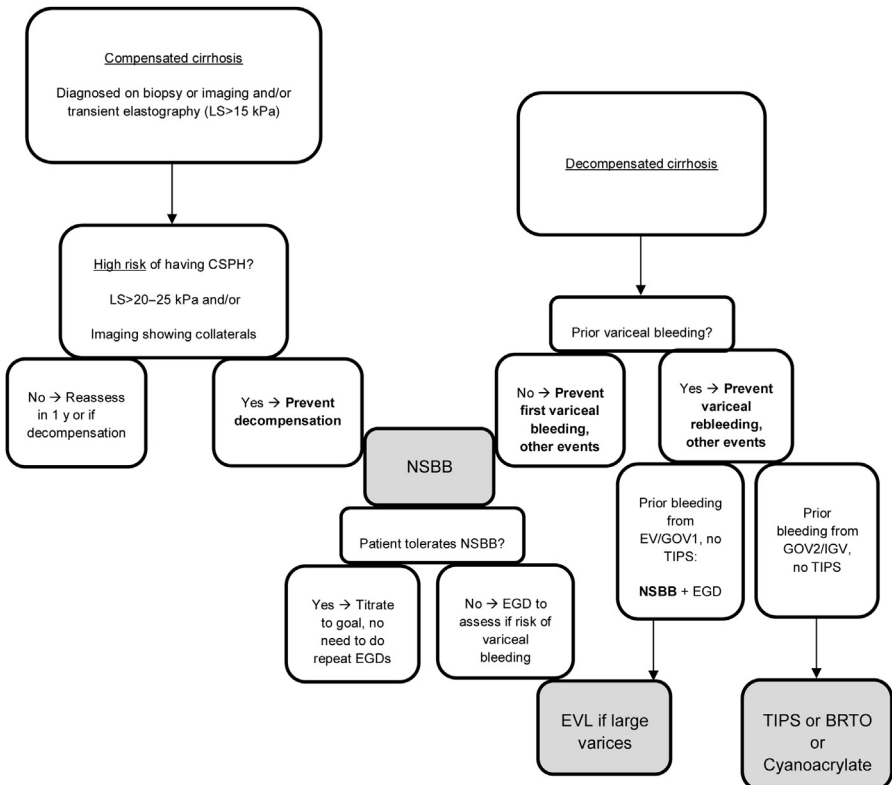 Compensated cirrhosis
Diagnosed on biopsy or imaging and/or
transient elastography (LS>15 kPa)
High risk of having CSPH?
LS>20–25 kPa and/or
Imaging showing collaterals
No → Reassess
in 1 y or if
decompensation
Yes → Prevent
decompensation
Decompensated cirrhosis
Prior variceal bleeding?
No → Prevent
first variceal
bleeding,
other events
Yes → Prevent
variceal
rebleeding,
other events
NSBB
Patient tolerates NSBB?
Yes → Titrate
to goal, no
need to do
repeat EGDs
No → EGD to
assess if risk of
variceal
bleeding
Prior bleeding
from
EV/GOV1, no
TIPS:
NSBB + EGD
Prior
bleeding from
GOV2/IGV,
no TIPS
EVL if large
varices
TIPS or BRTO
or
Cyanoacrylate